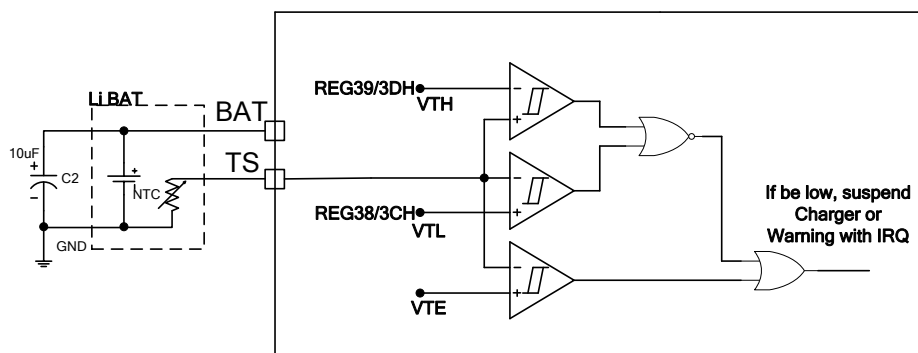 Li BAT
BAT
TS
10uF
+
C2
−
+
NTC
GND
REG39/3DH
VTH
−
+
REG38/3CH
VTL
−
+
VTE
−
+
If be low, suspend
Charger or
Warning with IRQ